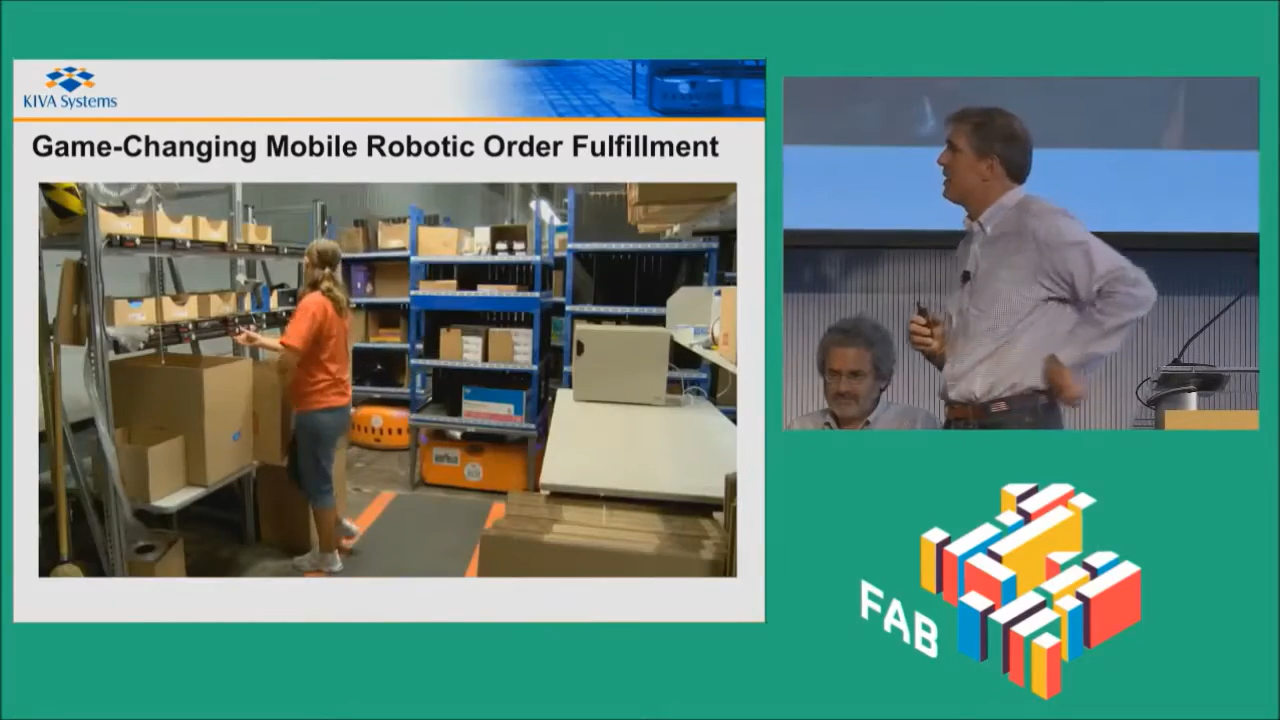 KIVA Systems
Game-Changing Mobile Robotic Order Fulfillment
FAB